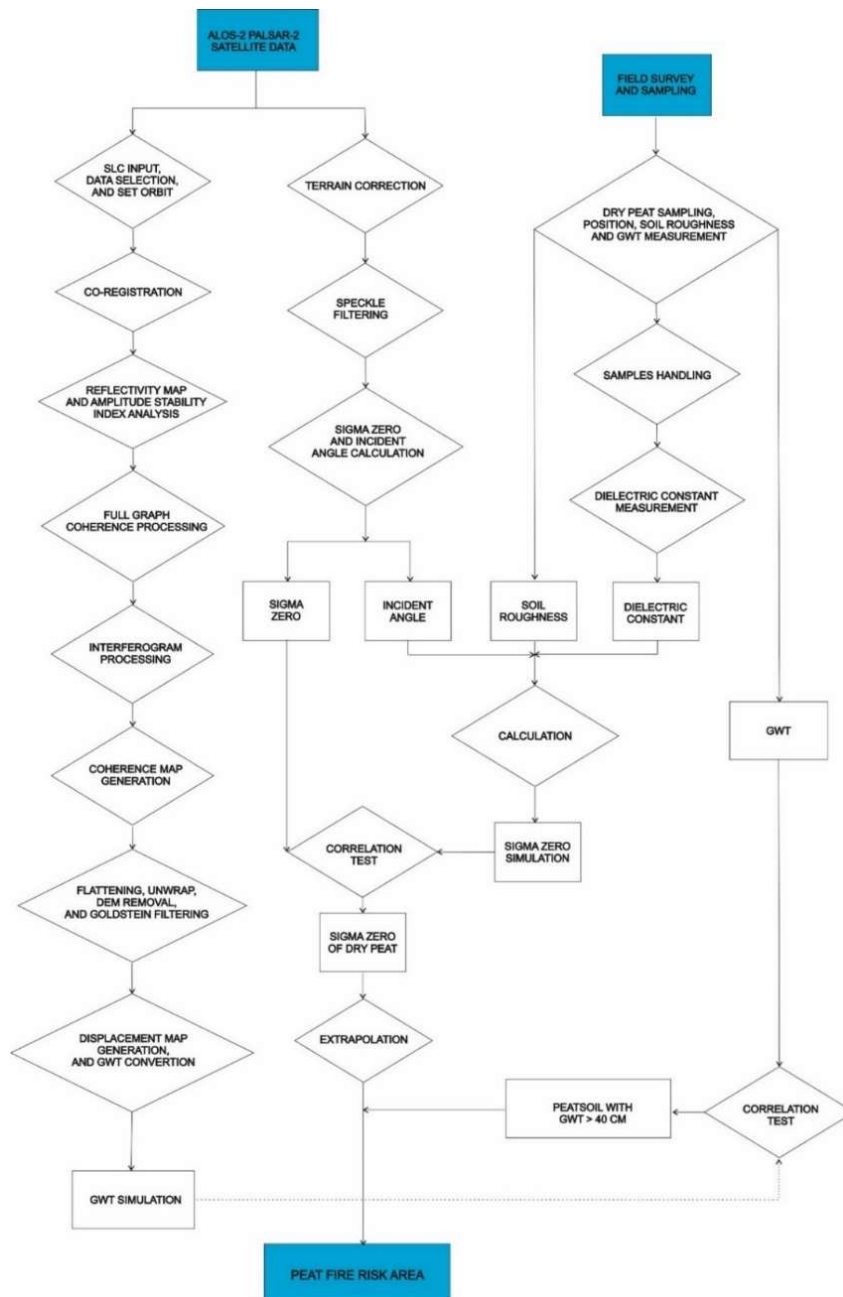 ALOS-2 PALSAR-2
SATELLITE DATA
FIELD SURVEY
AND SAMPLING
SLC INPUT,
DATA SELECTION,
AND SET ORBIT
TERRAIN CORRECTION
DRY PEAT SAMPLING,
POSITION, SOIL ROUGHNESS
AND GWT MEASUREMENT
CO-REGISTRATION
SPECKLE
FILTERING
SAMPLES HANDLING
REFLECTIVITY MAP
AND AMPLITUDE STABILITY
INDEX ANALYSIS
SIGMA ZERO
AND INCIDENT
ANGLE CALCULATION
DIELECTRIC CONSTANT
MEASUREMENT
FULL GRAPH
COHERENCE PROCESSING
SIGMA
ZERO
INCIDENT
ANGLE
SOIL
ROUGHNESS
DIELECTRIC
CONSTANT
INTERFEROGRAM
PROCESSING
CALCULATION
GWT
COHERENCE MAP
GENERATION
CORRELATION
TEST
SIGMA ZERO
SIMULATION
FLATTENING, UNWRAP,
DEM REMOVAL,
AND GOLDSTEIN FILTERING
SIGMA ZERO
OF DRY PEAT
DISPLACEMENT MAP
GENERATION,
AND GWT CONVERTION
EXTRAPOLATION
PEATSOIL WITH
GWT > 40 CM
CORRELATION
TEST
GWT SIMULATION
PEAT FIRE RISK AREA